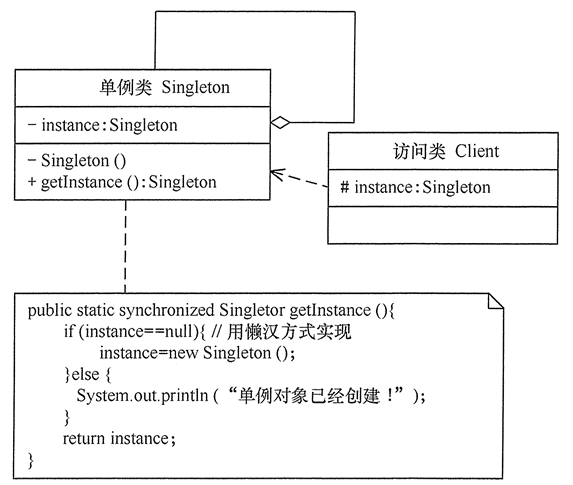 单例类 Singleton
- instance:Singleton
- Singleton ()
+ getInstance ():Singleton
访问类 Client
# instance:Singleton
public static synchronized Singletor getInstance (){
if (instance==null){ // 用懒汉方式实现
instance=new Singleton ();
}else {
System.out.println (“单例对象已经创建！”);
}
return instance;
}